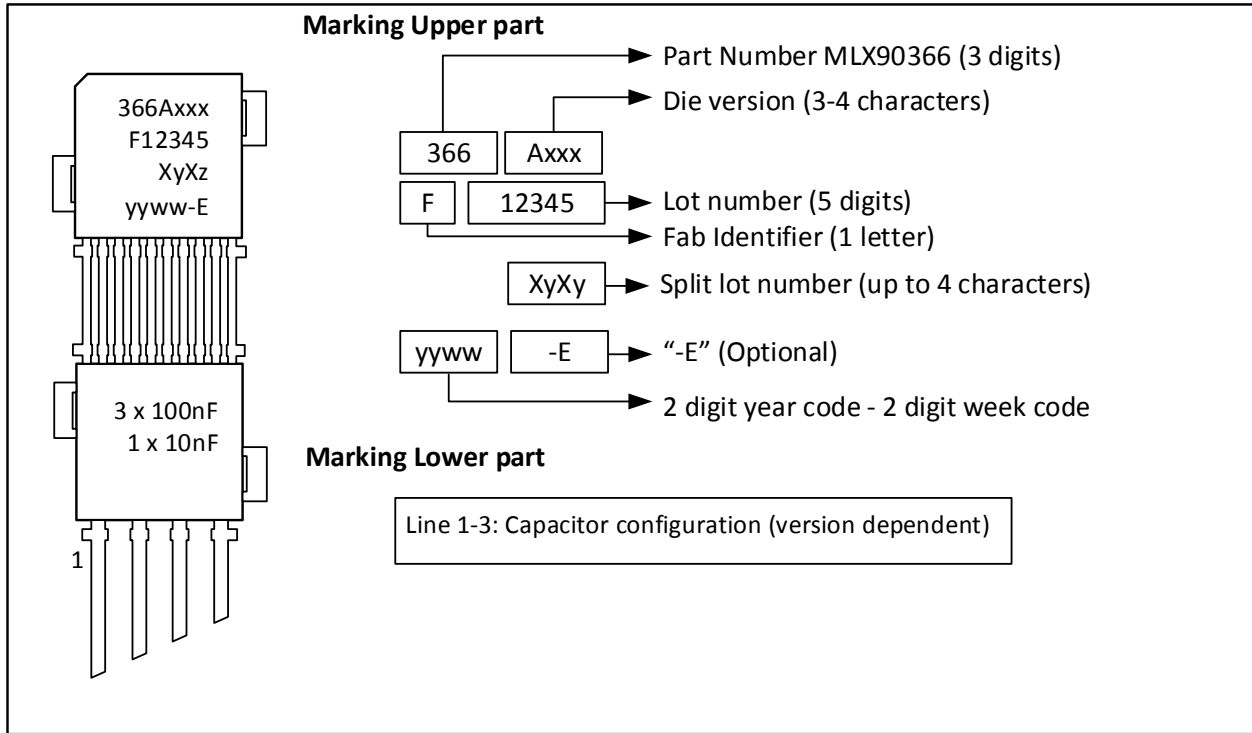 Marking Upper part
366Axxx
F12345
XyXz
yyww-E
3 x 100nF
1 x 10nF
1
Part Number MLX90366 (3 digits)
Die version (3-4 characters)
366 Axxx
F 12345 Lot number (5 digits)
Fab Identifier (1 letter)
XyXy Split lot number (up to 4 characters)
yyww -E “-E” (Optional)
2 digit year code - 2 digit week code
Marking Lower part
Line 1-3: Capacitor configuration (version dependent)